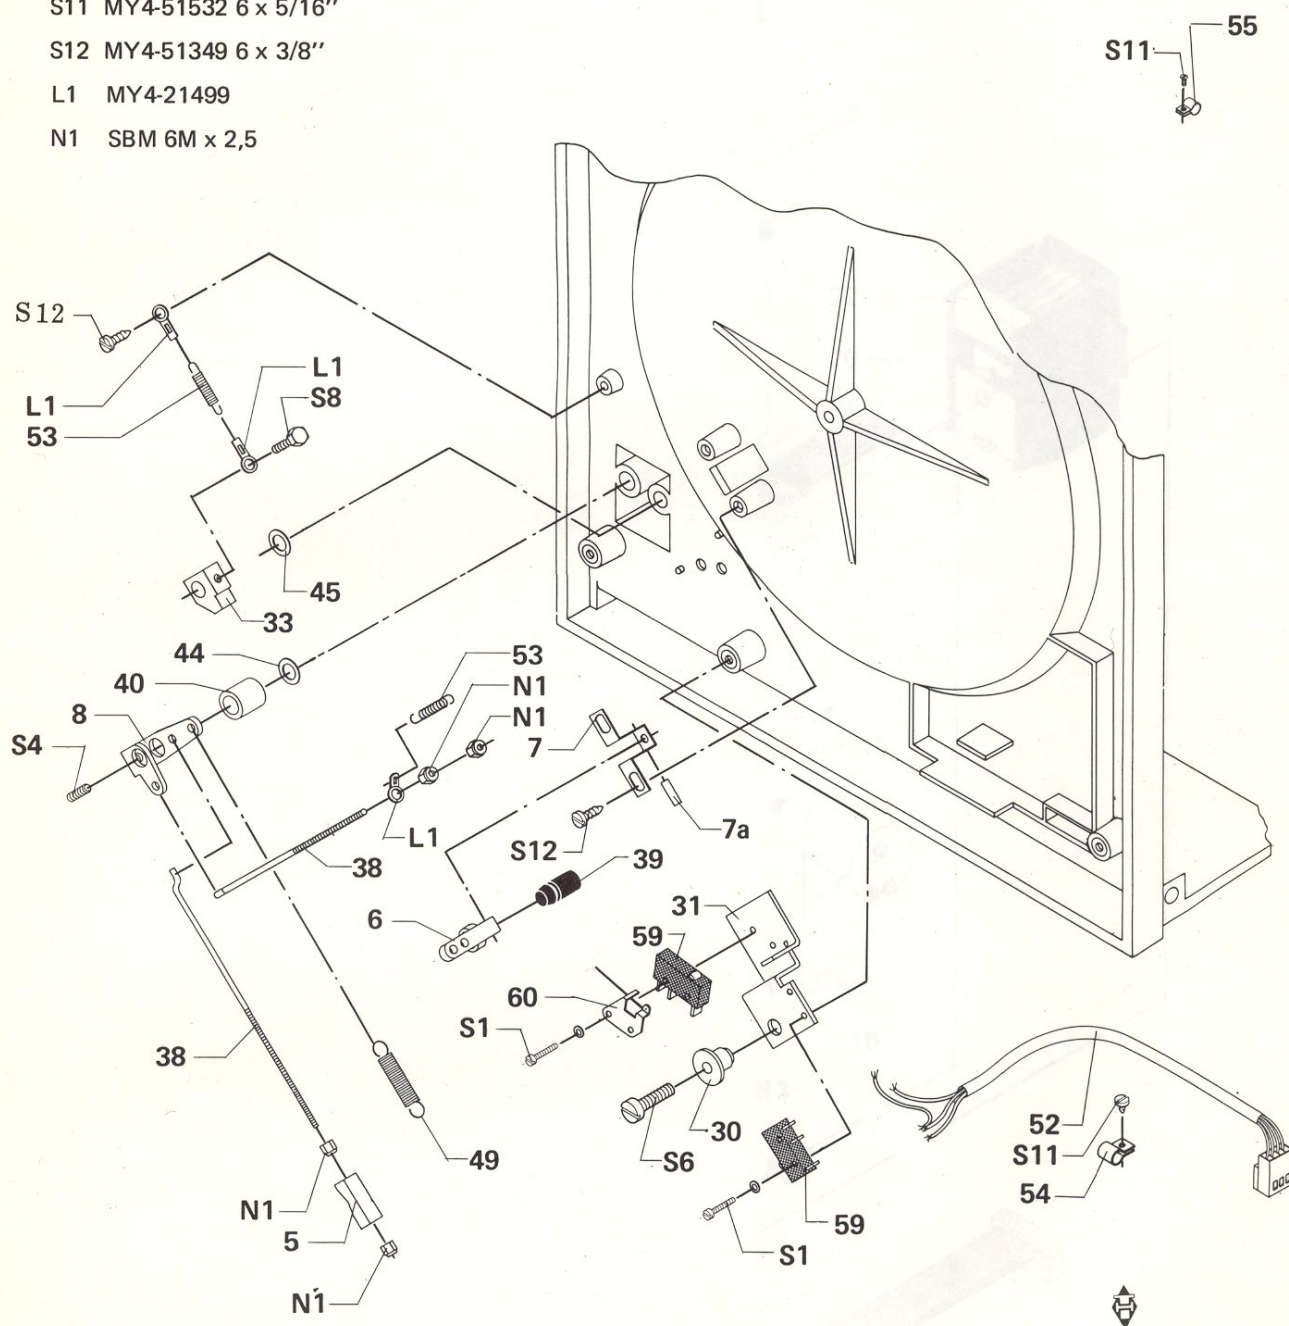 S11 MY4-51532 6 x 5/16''
S12 MY4-51349 6 x 3/8''
L1 MY4-21499
N1 SBM 6M x 2,5
55
S11
S12
L1
S8
L1
53
45
33
44
53
40
N1
8
N1
S4
7
7a
L1
S12
38
39
31
6
59
60
S1
38
52
30
S11
49
S6
54
N1
59
5
S1
N1